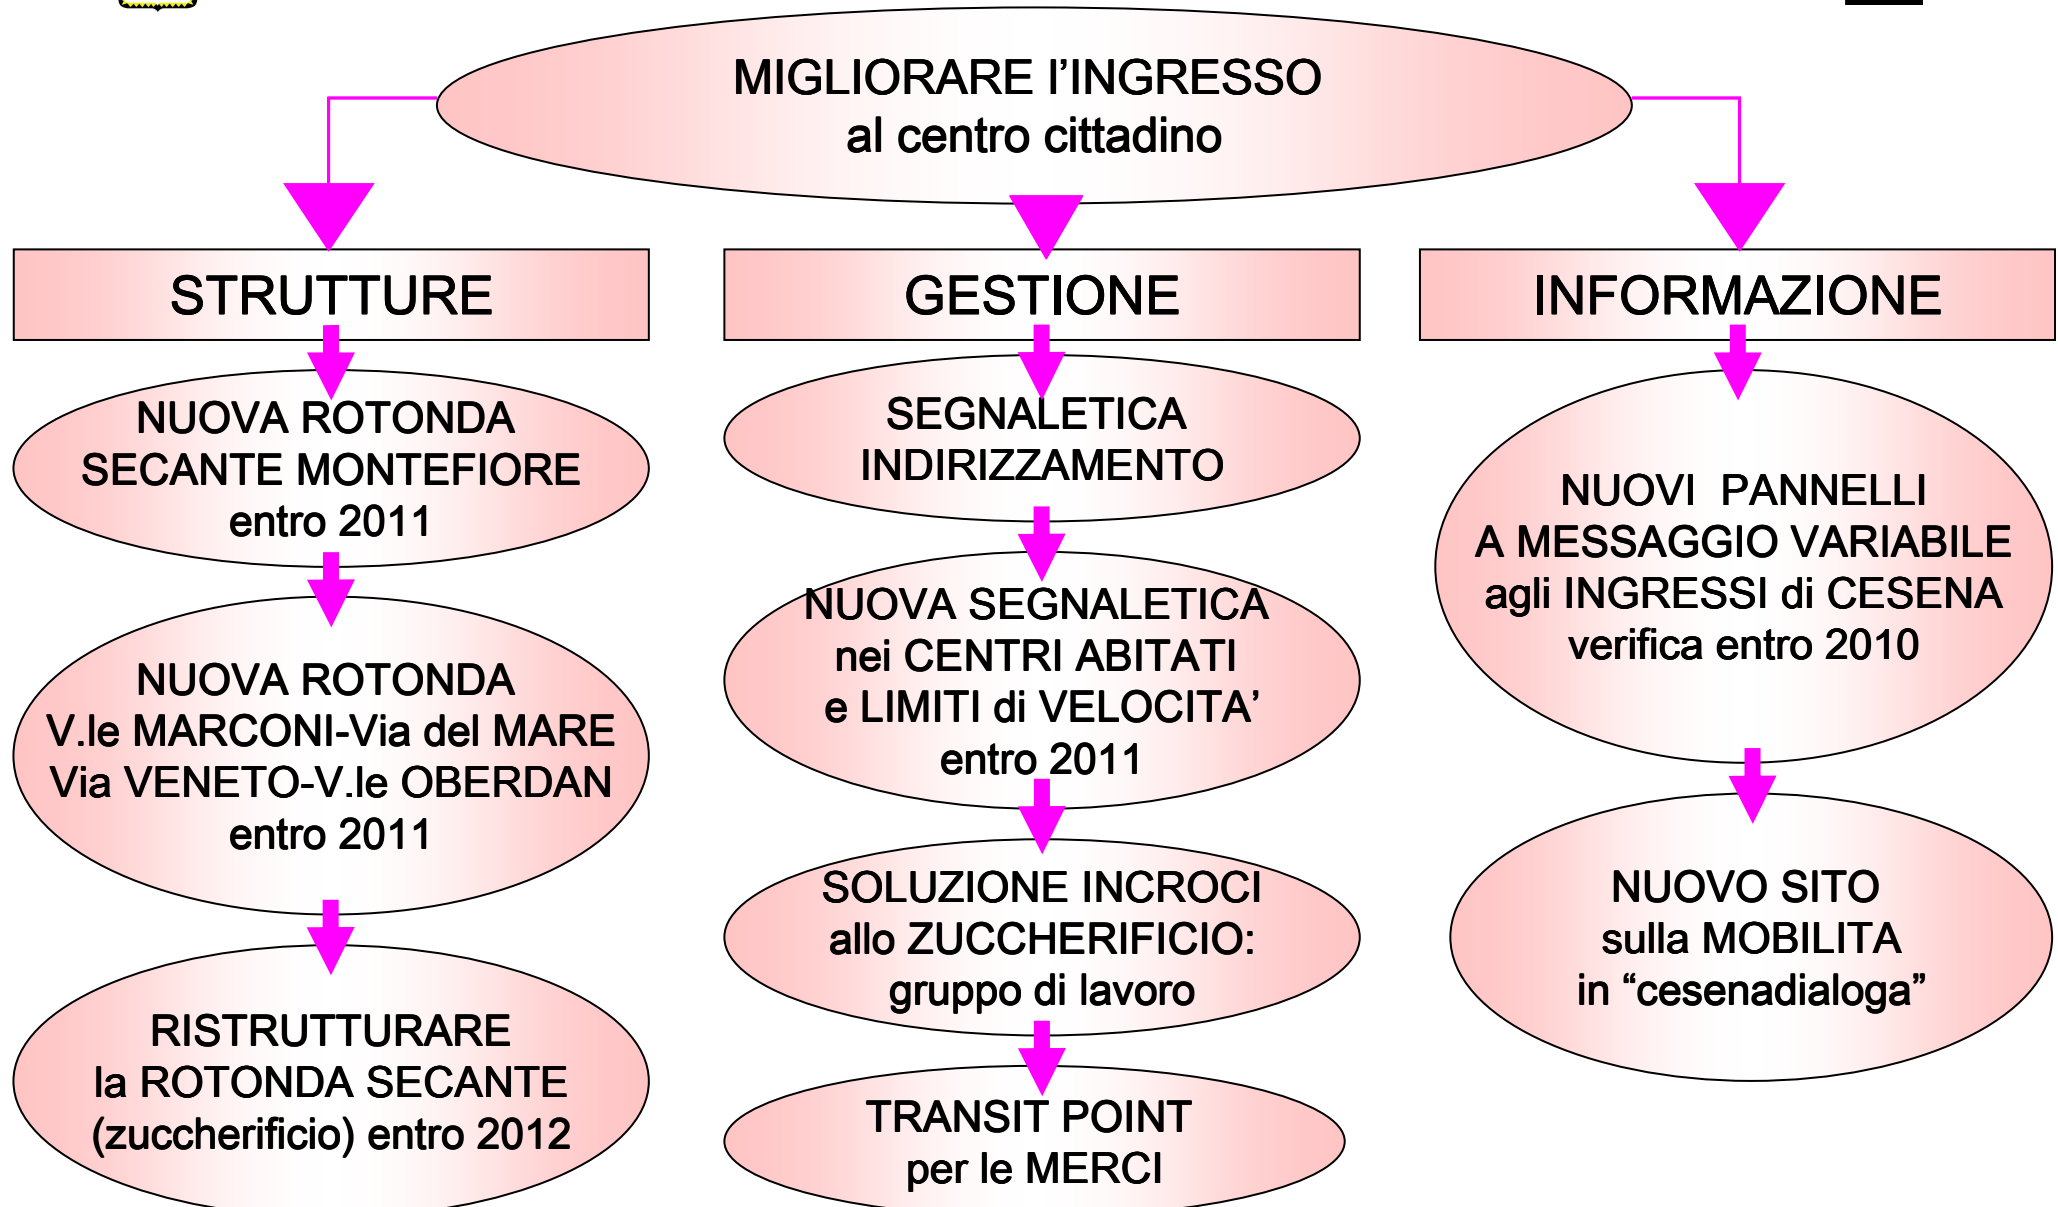 MIGLIORARE l'INGRESSO
al centro cittadino
STRUTTURE
NUOVA ROTONDA
SECANTE MONTEFIORE
entro 2011
NUOVA ROTONDA
V.le MARCONI-Via del MARE
Via VENETO-V.le OBERDAN
entro 2011
RISTRUTTURARE
la ROTONDA SECANTE
(zuccherificio) entro 2012
GESTIONE
SEGNALETICA
INDIRIZZAMENTO
NUOVA SEGNALETICA
nei CENTRI ABITATI
e LIMITI di VELOCITA'
entro 2011
SOLUZIONE INCROCI
allo ZUCCHERIFICIO:
gruppo di lavoro
TRANSIT POINT
per le MERCI
INFORMAZIONE
NUOVI  PANNELLI
A MESSAGGIO VARIABILE
agli INGRESSI di CESENA
verifica entro 2010
NUOVO SITO
sulla MOBILITA
in “cesenadialoga”